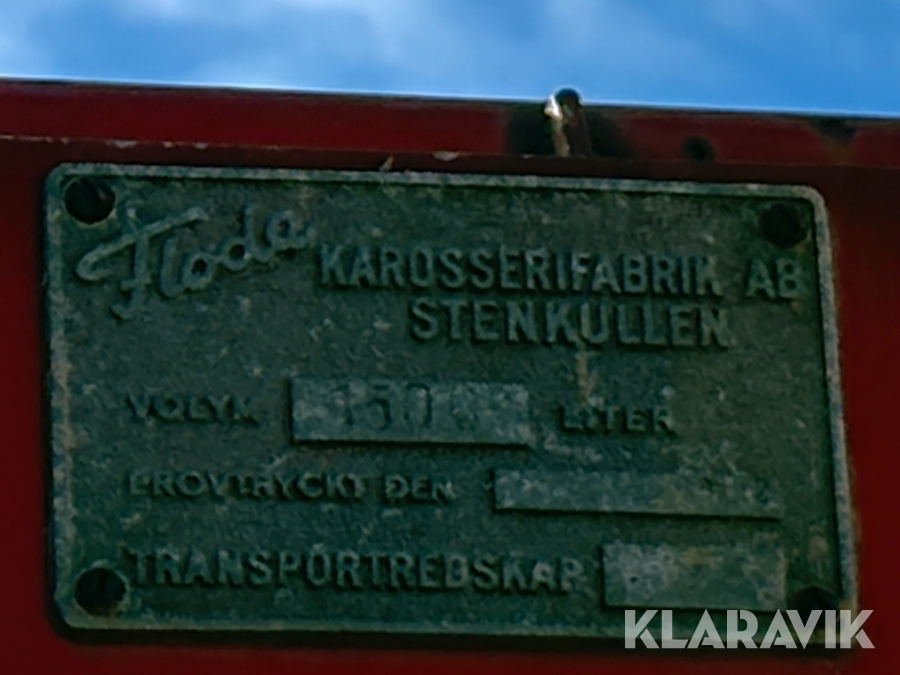 Floda KAROSSERIFABRIK AB
STENKULLEN
VOLYM LITER
PROVTRYCKT DEN
TRANSPORTREDSKAP
KLARAVIK